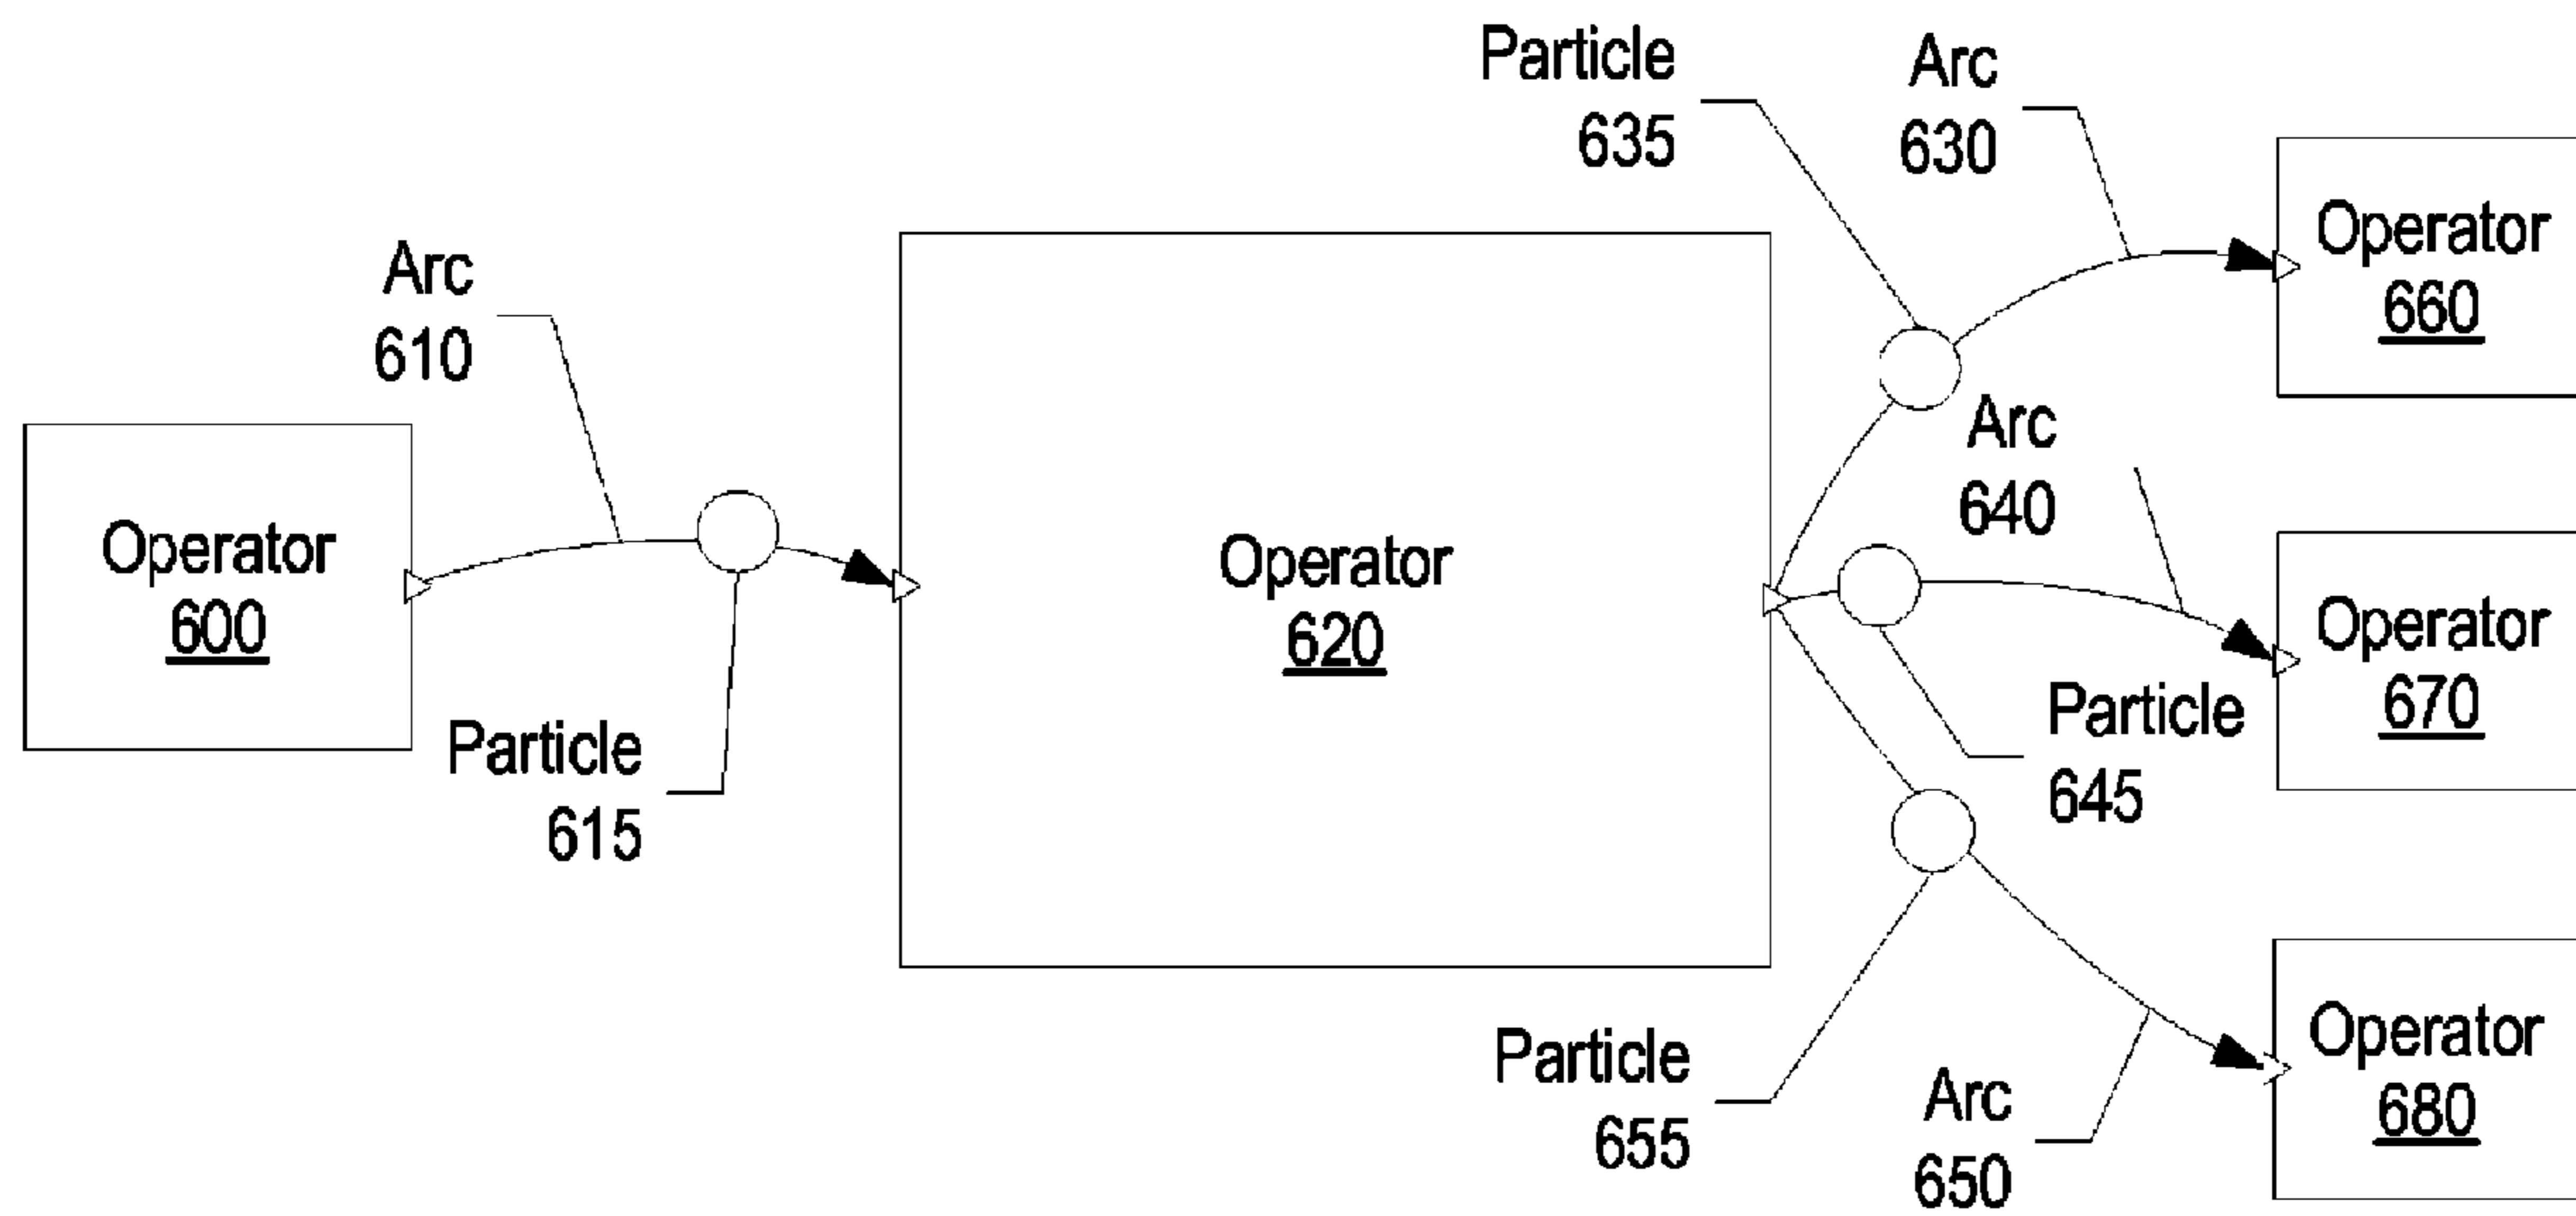 Particle
635
Arc
630
Operator
660
Arc
610
Arc
640
Operator
600
Operator
620
Operator
670
Particle
615
Particle
645
Particle
655
Arc
650
Operator
680